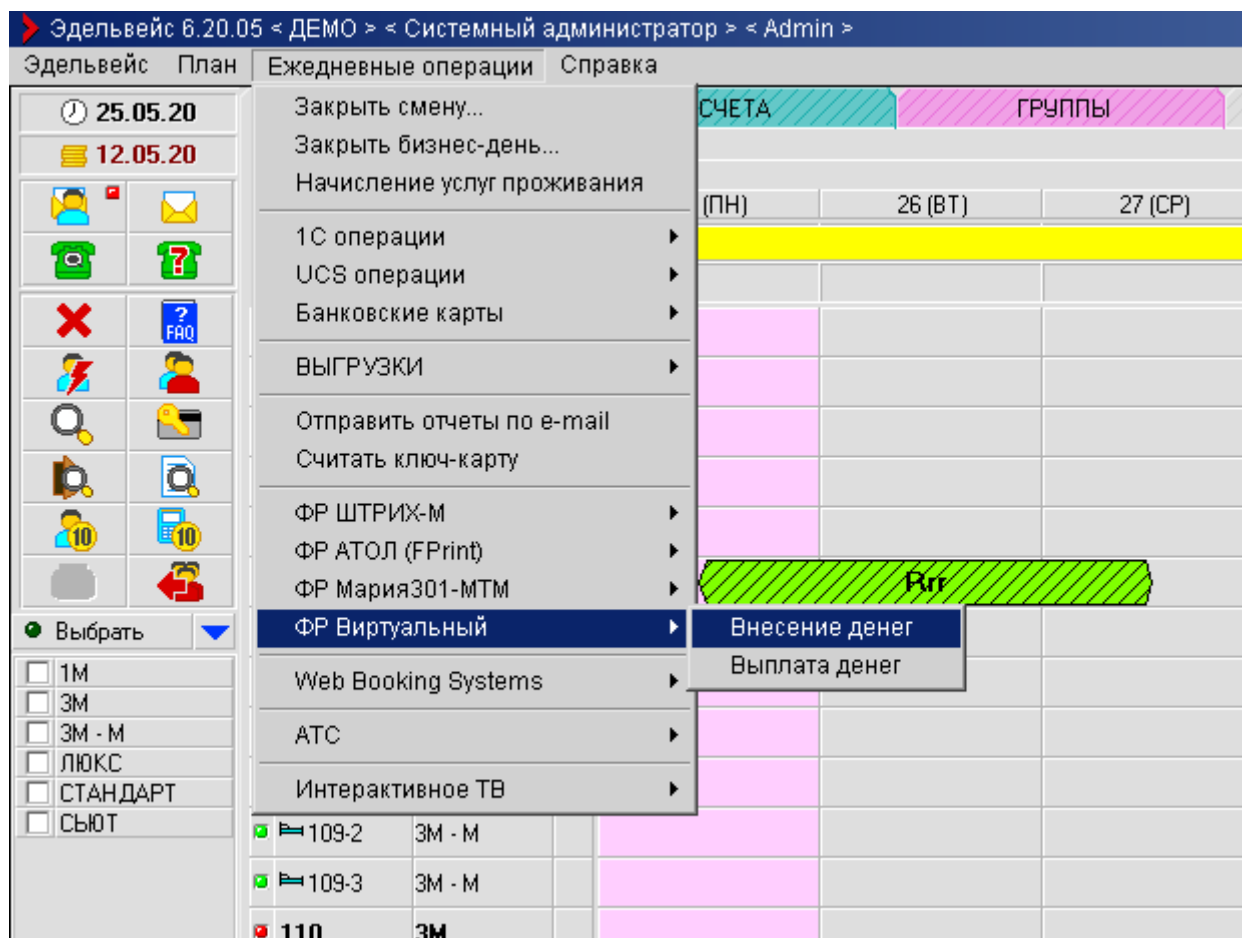 Эдельвейс 6.20.05 < ДЕМО > < Системный администратор > < Admin >
Эдельвейс План Ежедневные операции Справка
25.05.20
12.05.20
?
? FAQ
10
10
Выбрать
1М
3М
3М - М
ЛЮКС
СТАНДАРТ
СЬЮТ
Закрыть смену...
Закрыть бизнес-день...
Начисление услуг проживания
1С операции
UCS операции
Банковские карты
ВЫГРУЗКИ
Отправить отчеты по e-mail
Считать ключ-карту
ФР ШТРИХ-М
ФР АТОЛ (FPrint)
ФР Мария301-МТМ
ФР Виртуальный
Web Booking Systems
АТС
Интерактивное ТВ
Внесение денег
Выплата денег
СЧЕТА ГРУППЫ
(ПН) 26 (ВТ) 27 (СР)
Rrr
109-2 3М - М
109-3 3М - М
110 3М